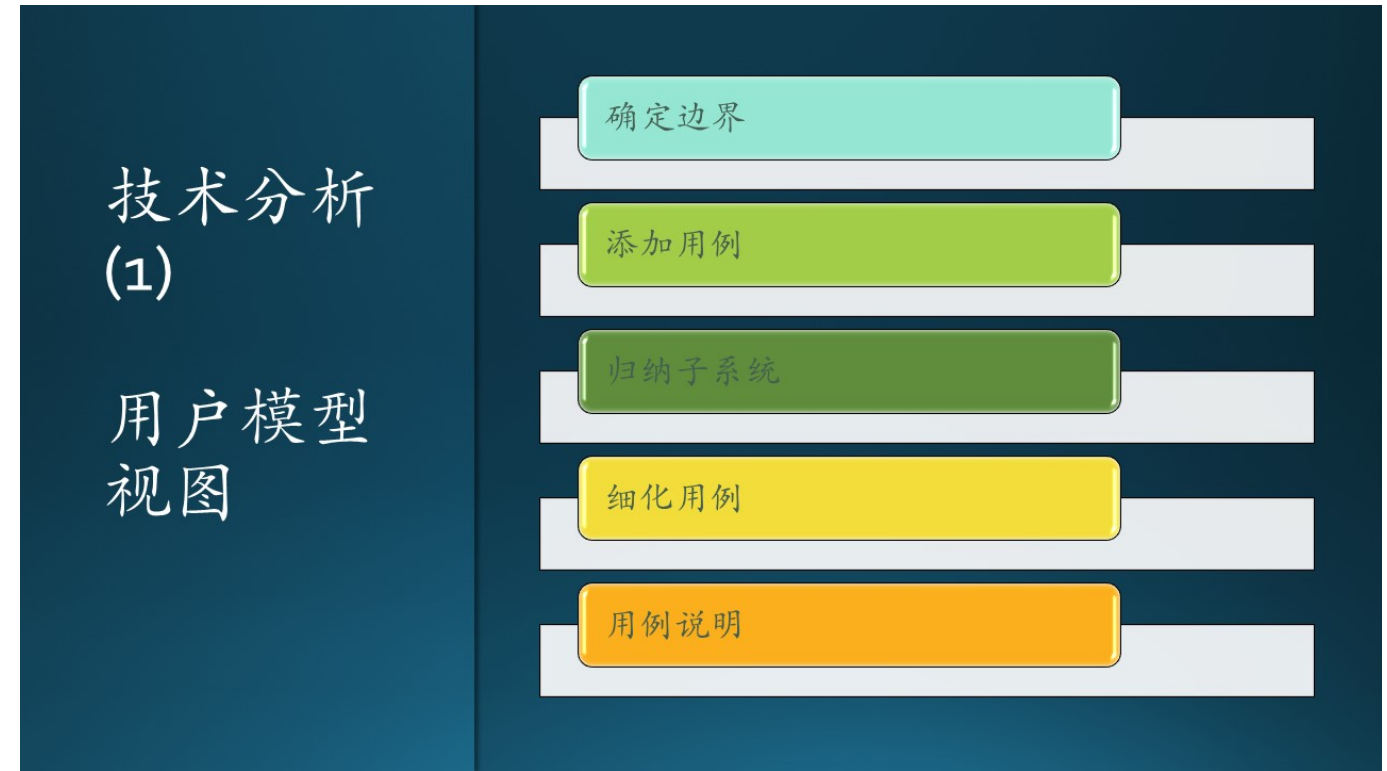 技术分析
(1)
用户模型
视图
确定边界
添加用例
归纳子系统
细化用例
用例说明